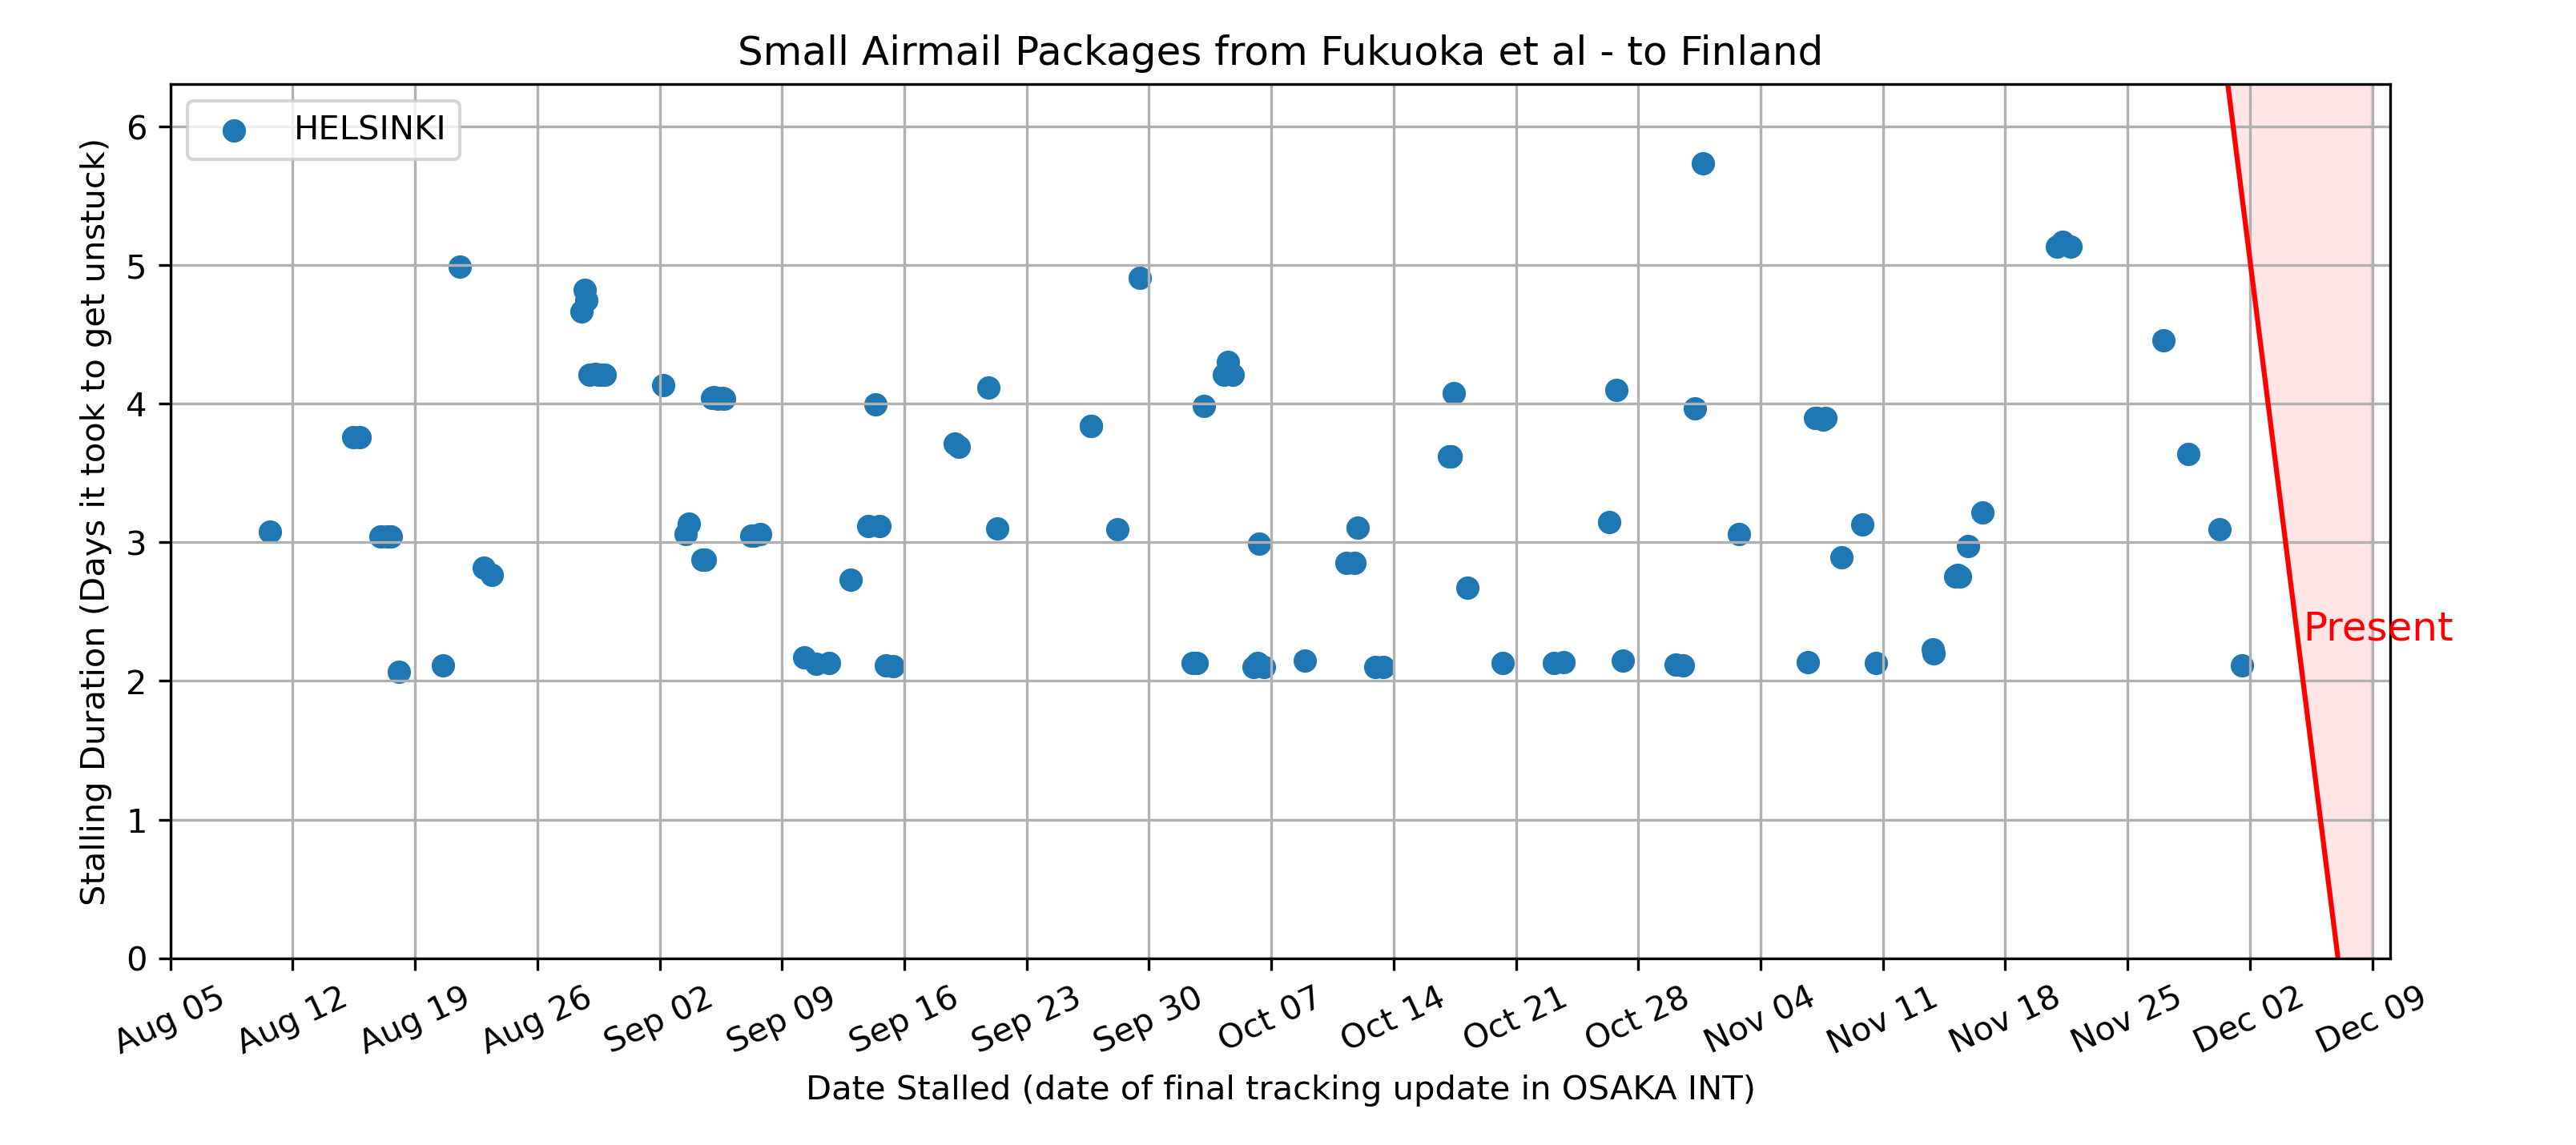 Small Airmail Packages from Fukuoka et al - to Finland
HELSINKI
Stalling Duration (Days it took to get unstuck)
6
5
4
3
2
1
0
Present
Aug 05
Aug 12
Aug 19
Aug 26
Sep 02
Sep 09
Sep 16
Sep 23
Sep 30
Oct 07
Oct 14
Oct 21
Oct 28
Nov 04
Nov 11
Nov 18
Nov 25
Dec 02
Dec 09
Date Stalled (date of final tracking update in OSAKA INT)